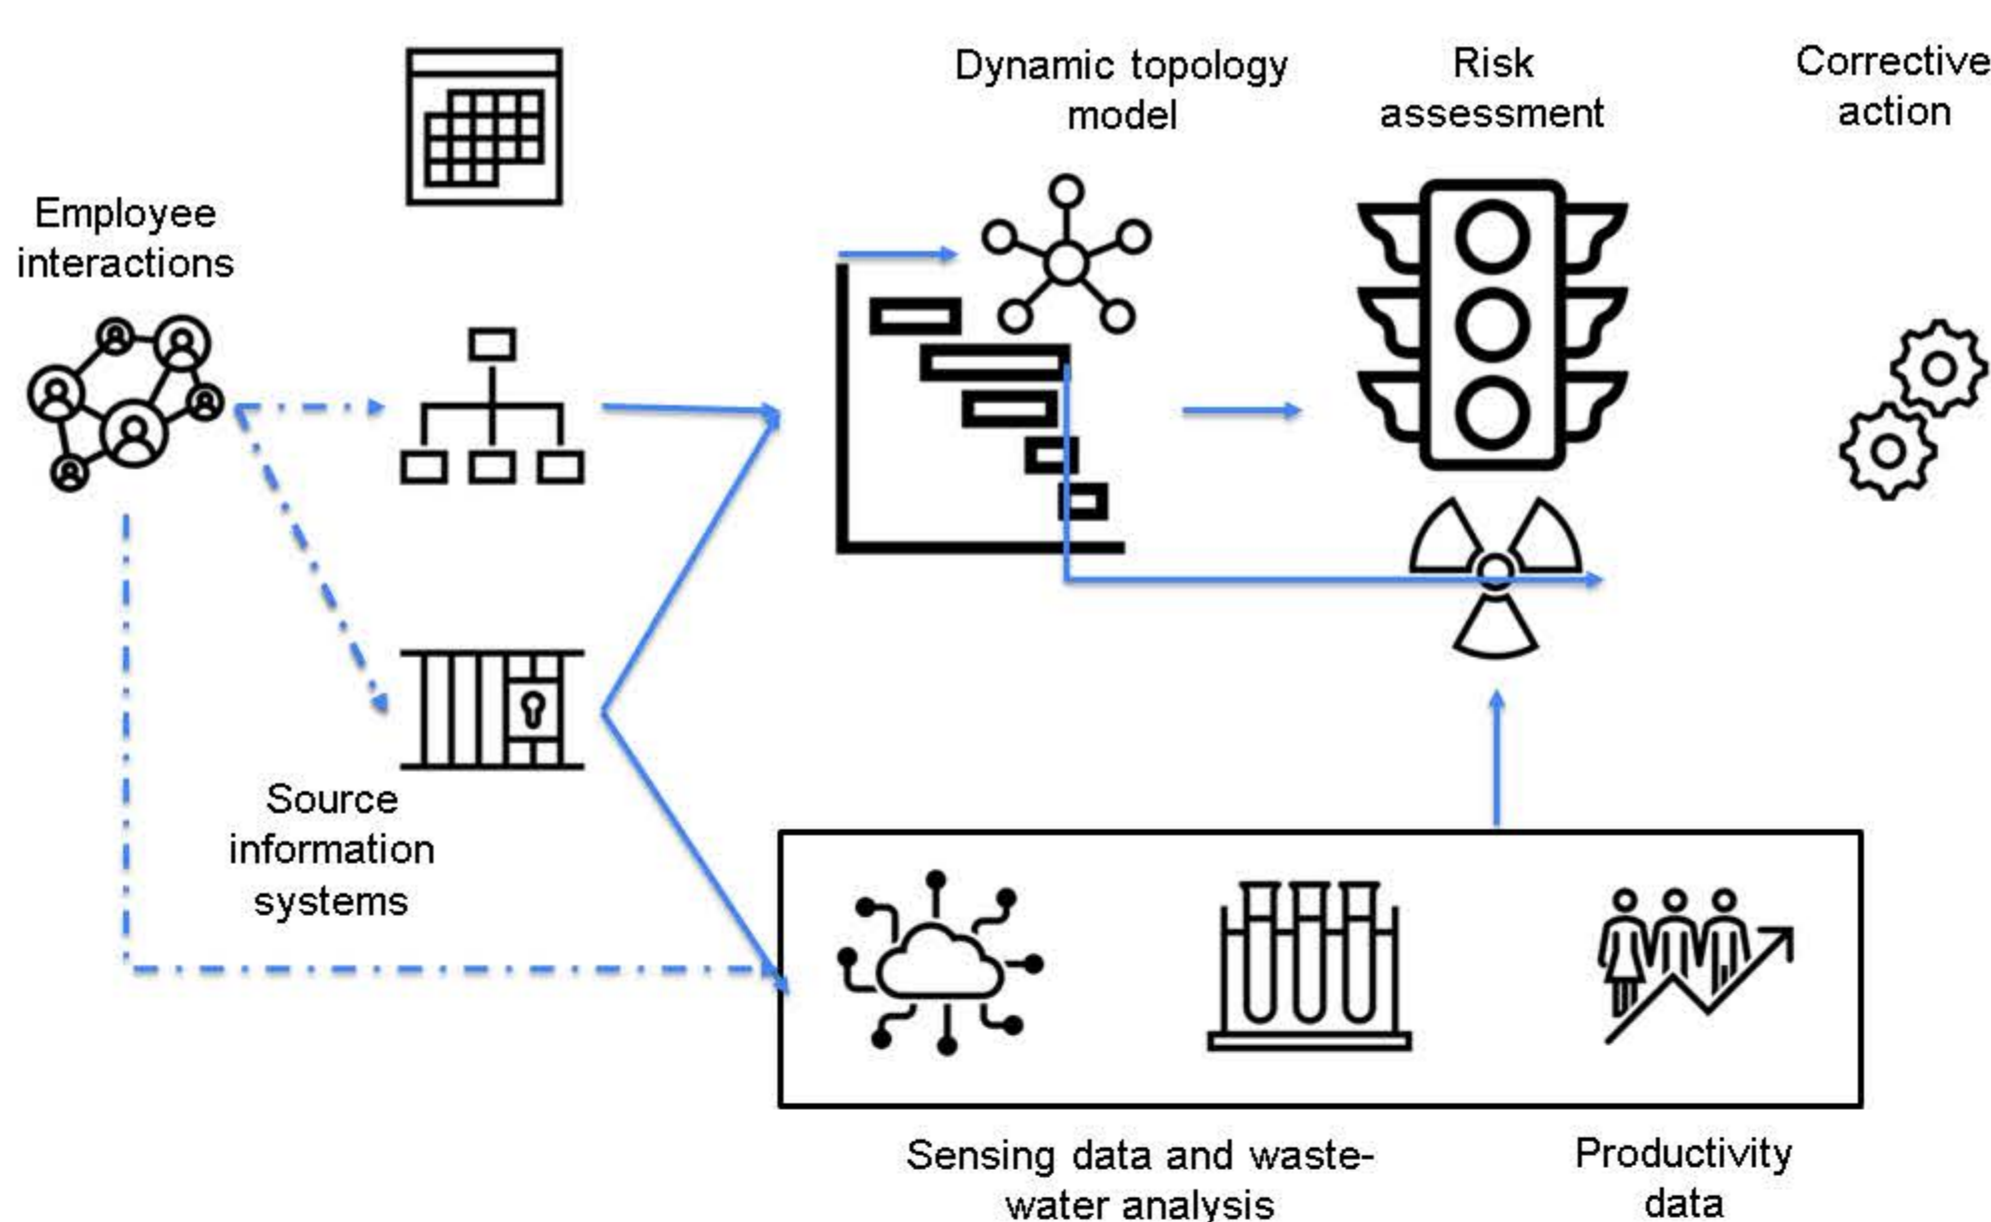 Dynamic topology
model
Risk
assessment
Corrective
action
Employee
interactions
Source
information
systems
Sensing data and waste-
water analysis
Productivity
data